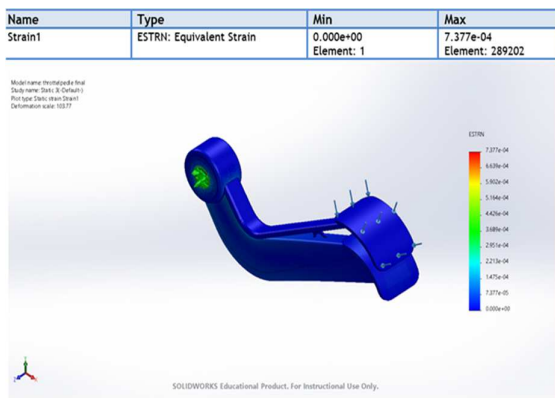 Name Type Min Max
Strain1 ESTRN: Equivalent Strain 0.000e+00 7.377e-04
Element: 1 Element: 289202
Model name: throttalpedle final
Study name: Static 3(-Default-)
Plot type: Static strain Strain1
Deformation scale: 103.77
ESTRN
7.377e-04
6.639e-04
5.902e-04
5.164e-04
4.426e-04
3.689e-04
2.951e-04
2.213e-04
1.475e-04
7.377e-05
0.000e+00
SOLIDWORKS Educational Product. For Instructional Use Only.